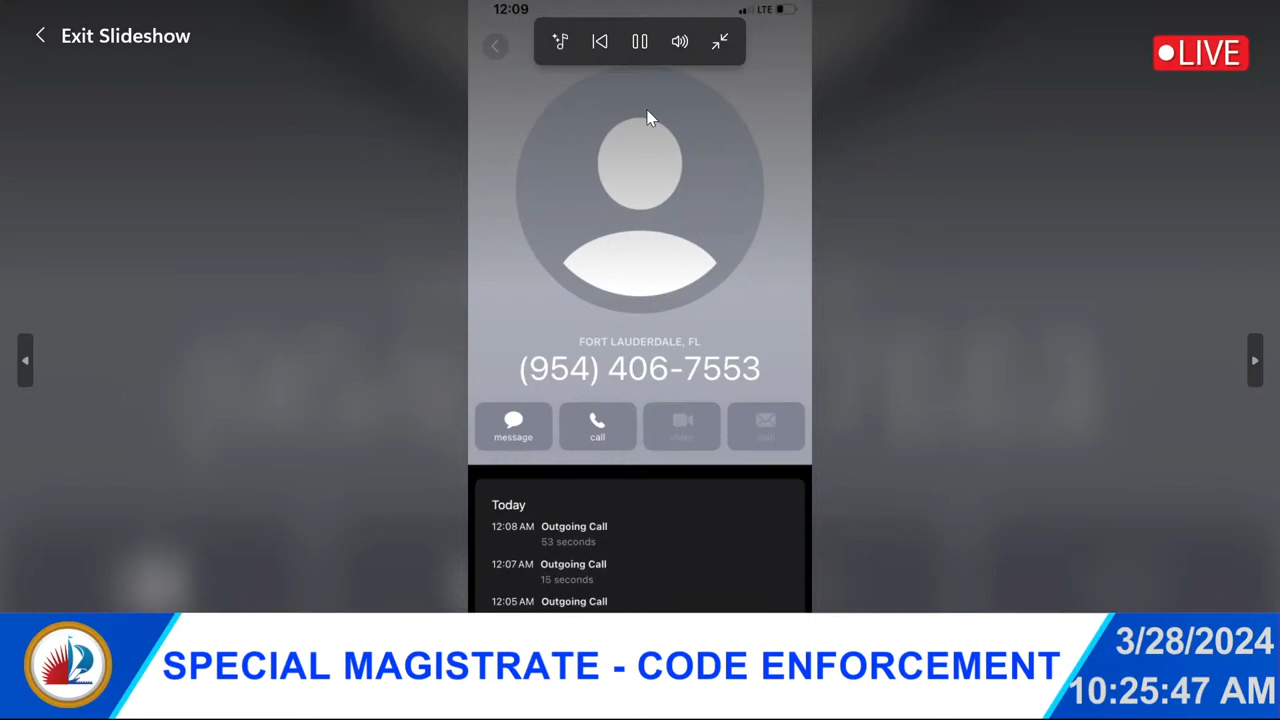 12:09
LTE
Exit Slideshow
LIVE
FORT LAUDERDALE, FL
(954) 406-7553
message
call
video
mail
Today
12:08 AM Outgoing Call
53 seconds
12:07 AM Outgoing Call
15 seconds
12:05 AM Outgoing Call
SPECIAL MAGISTRATE - CODE ENFORCEMENT
3/28/2024
10:25:47 AM